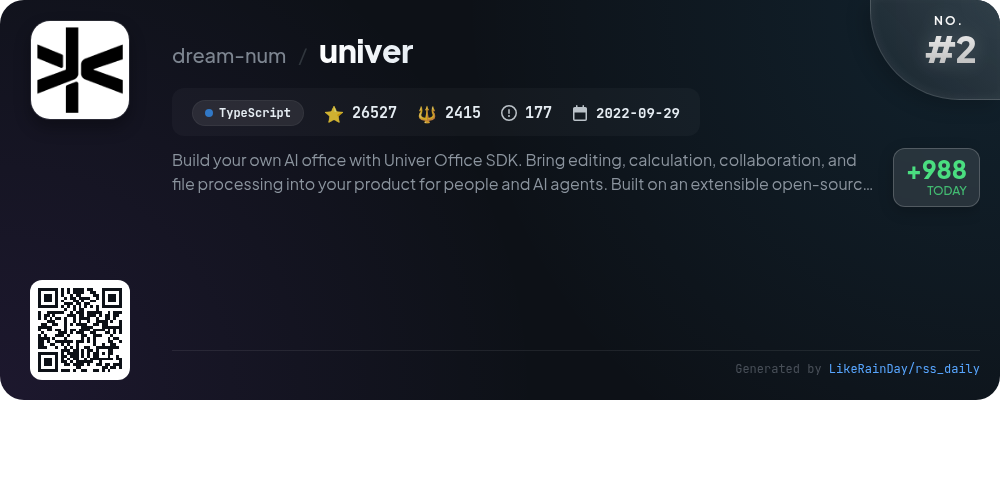 dream-num / univer
NO.
#2
TypeScript 26527 2415 177 2022-09-29
Build your own AI office with Univer Office SDK. Bring editing, calculation, collaboration, and
file processing into your product for people and AI agents. Built on an extensible open-sourc…
+988
TODAY
Generated by LikeRainDay/rss_daily